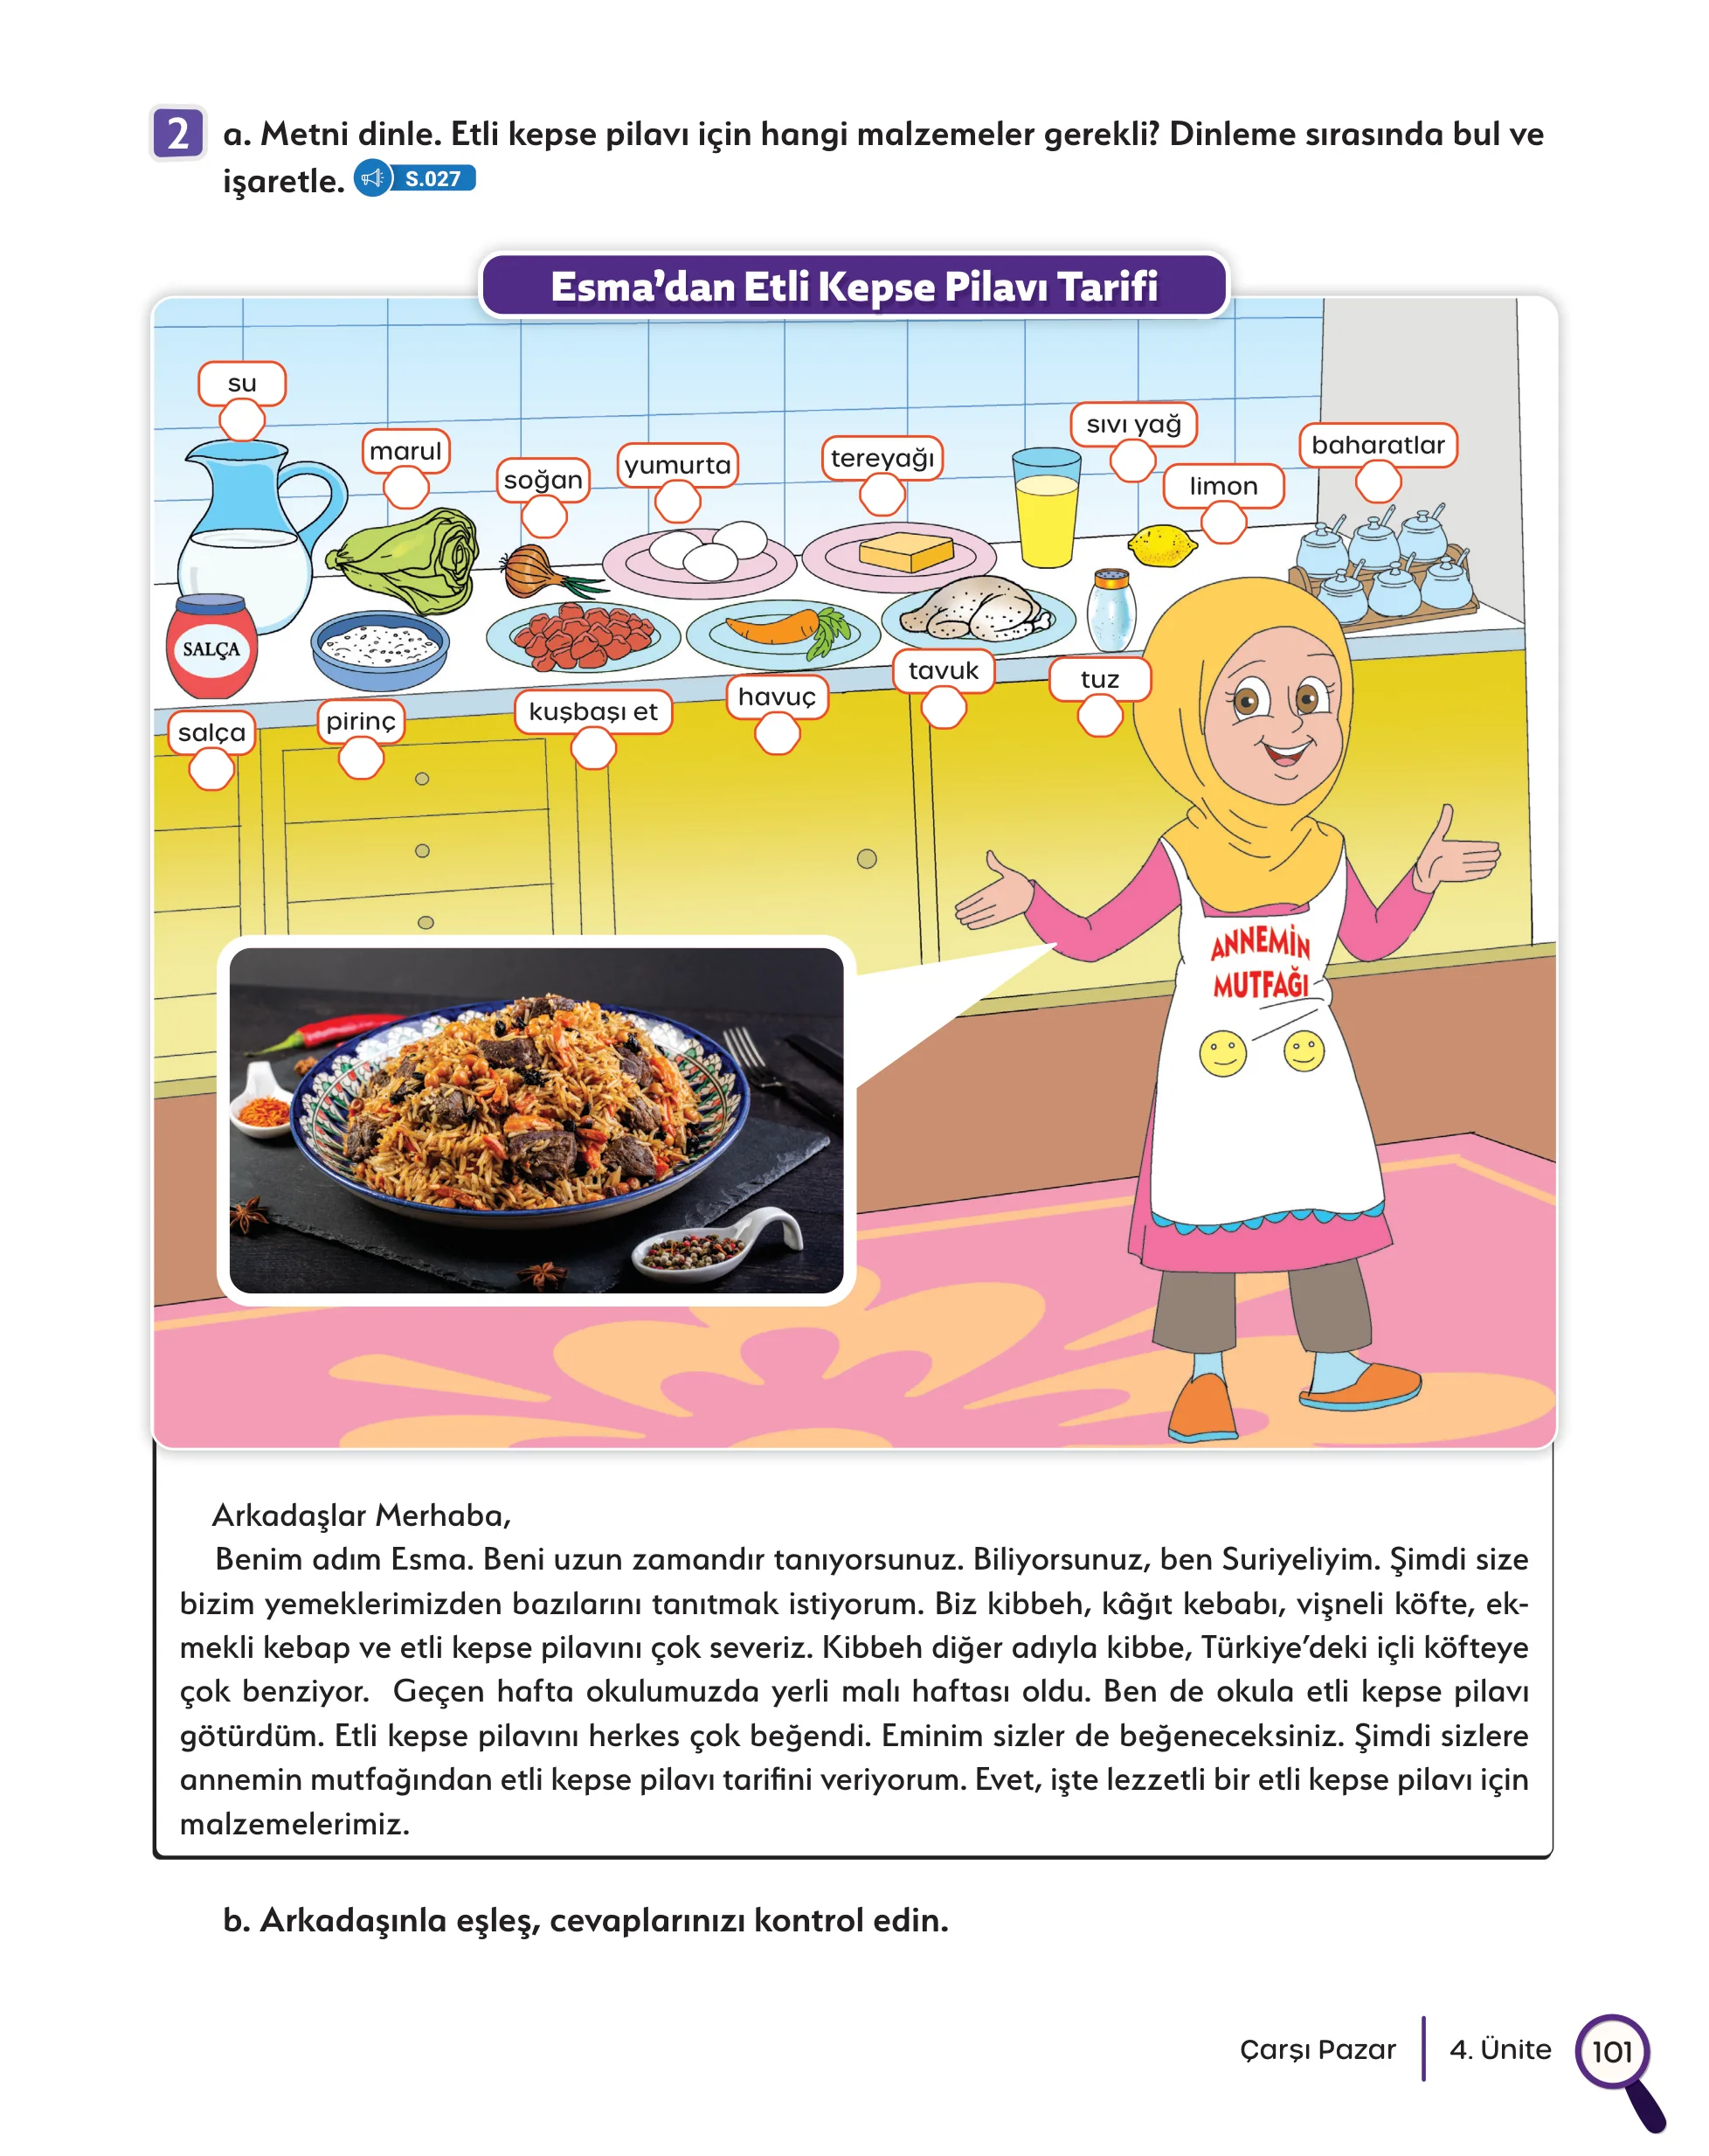 2 a. Metni dinle. Etli kepse pilavı için hangi malzemeler gerekli? Dinleme sırasında bul ve
işaretle. S.027
Esma'dan Etli Kepse Pilavı Tarifi
su
marul
soğan
yumurta
tereyağı
sıvı yağ
limon
baharatlar
SALÇA
salça
pirinç
kuşbaşı et
havuç
tavuk
tuz
ANNEMİN
MUTFAĞI
Arkadaşlar Merhaba,
Benim adım Esma. Beni uzun zamandır tanıyorsunuz. Biliyorsunuz, ben Suriyeliyim. Şimdi size
bizim yemeklerimizden bazılarını tanıtmak istiyorum. Biz kibbeh, kâğıt kebabı, vişneli köfte, ek-
mekli kebap ve etli kepse pilavını çok severiz. Kibbeh diğer adıyla kibbe, Türkiye'deki içli köfteye
çok benziyor. Geçen hafta okulumuzda yerli malı haftası oldu. Ben de okula etli kepse pilavı
götürdüm. Etli kepse pilavını herkes çok beğendi. Eminim sizler de beğeneceksiniz. Şimdi sizlere
annemin mutfağından etli kepse pilavı tarifini veriyorum. Evet, işte lezzetli bir etli kepse pilavı için
malzemelerimiz.
b. Arkadaşınla eşleş, cevaplarınızı kontrol edin.
Çarşı Pazar 4. Ünite 101